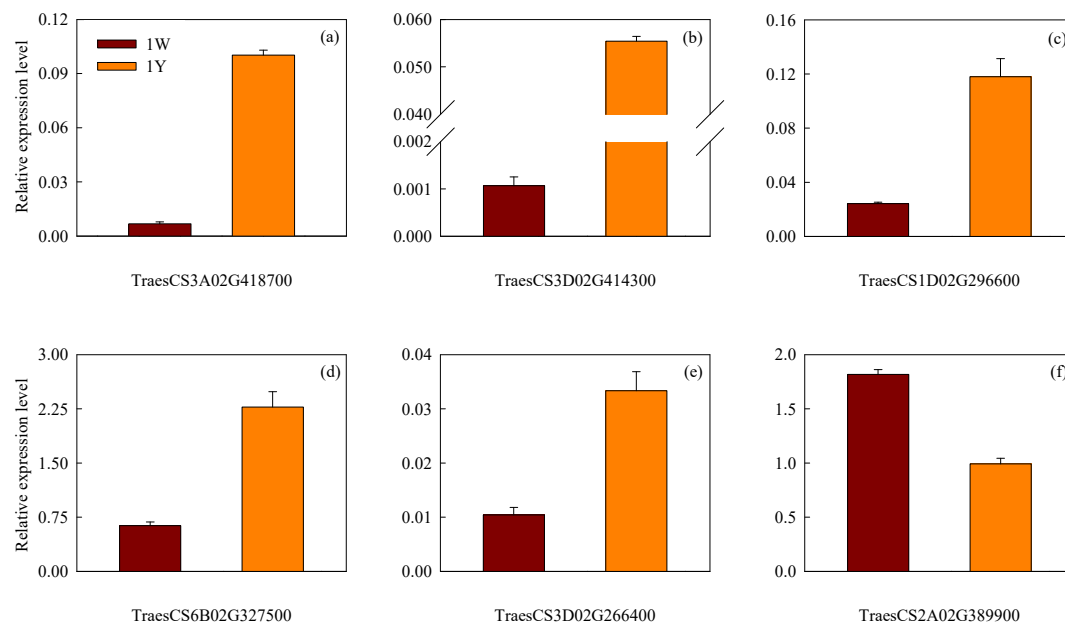 Relative expression level
0.12
0.09
0.06
0.03
0.00
1W
1Y
(a)
TraesCS3A02G418700
0.060
0.050
0.040
0.002
0.001
0.000
(b)
TraesCS3D02G414300
0.16
0.12
0.08
0.04
0.00
(c)
TraesCS1D02G296600
Relative expression level
3.00
2.25
1.50
0.75
0.00
(d)
TraesCS6B02G327500
0.04
0.03
0.02
0.01
0.00
(e)
TraesCS3D02G266400
2.0
1.5
1.0
0.5
0.0
(f)
TraesCS2A02G389900